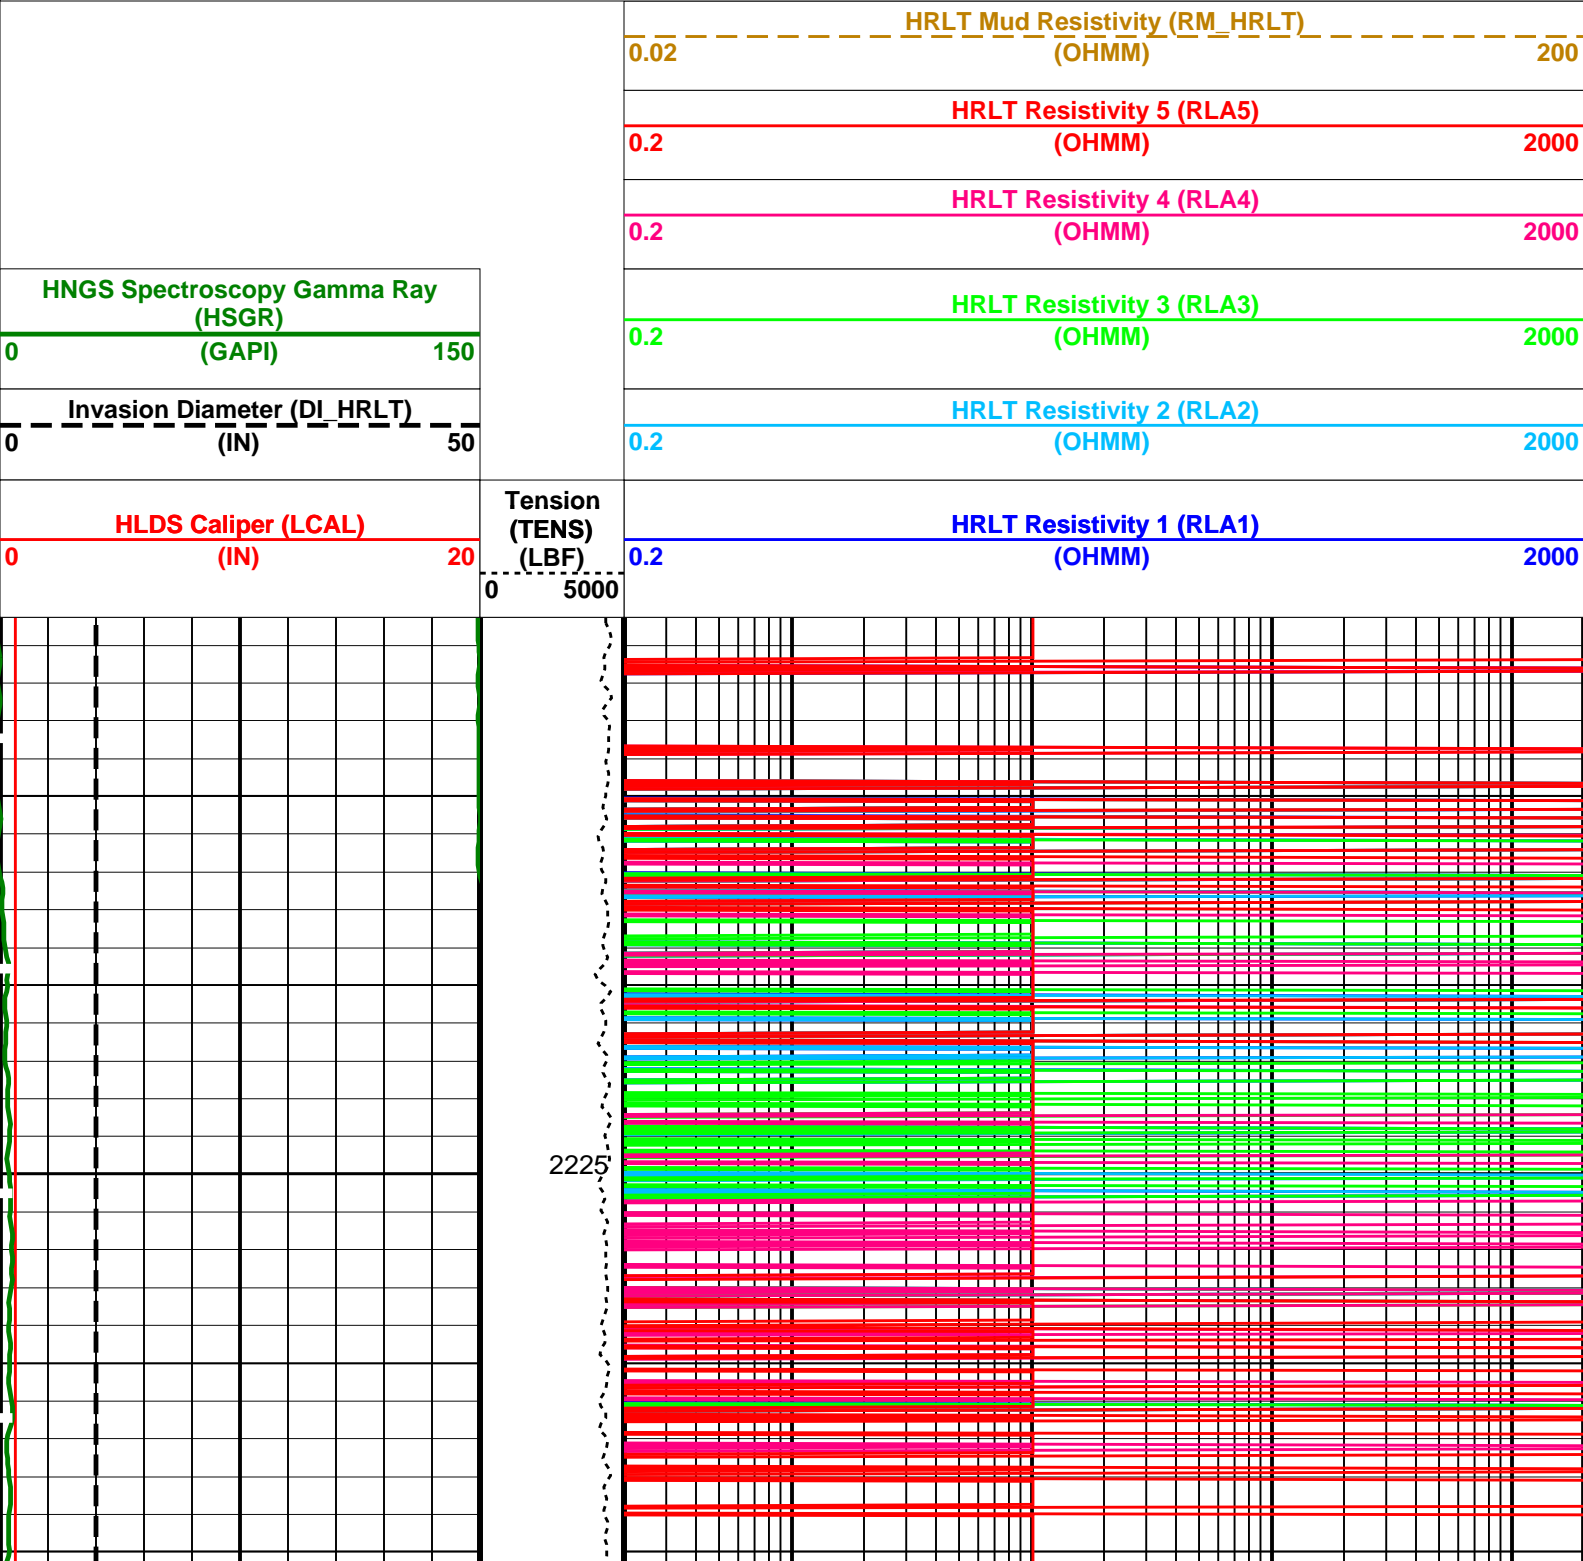 HRLT Mud Resistivity (RM_HRLT)
0.02 (OHMM) 200
HRLT Resistivity 5 (RLA5)
0.2 (OHMM) 2000
HRLT Resistivity 4 (RLA4)
0.2 (OHMM) 2000
HNGS Spectroscopy Gamma Ray
(HSGR)
0 (GAPI) 150
HRLT Resistivity 3 (RLA3)
0.2 (OHMM) 2000
Invasion Diameter (DI_HRLT)
0 (IN) 50
HRLT Resistivity 2 (RLA2)
0.2 (OHMM) 2000
HLDS Caliper (LCAL)
0 (IN) 20
Tension
(TENS)
(LBF)
0 5000
HRLT Resistivity 1 (RLA1)
0.2 (OHMM) 2000
2225